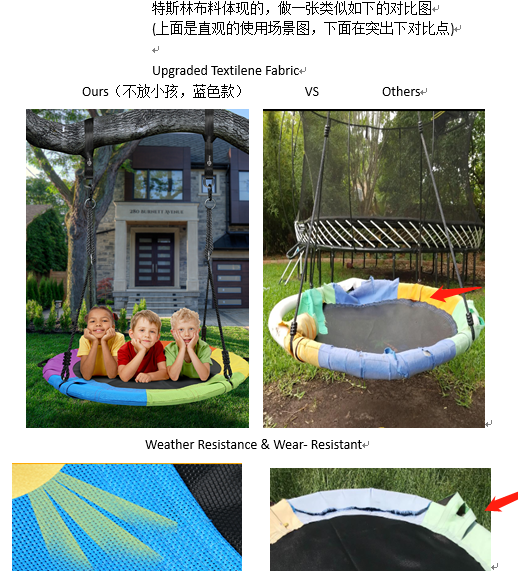 特斯林布料体现的，做一张类似如下的对比图
(上面是直观的使用场景图，下面在突出下对比点)
Upgraded Textilene Fabric
Ours（不放小孩，蓝色款） VS Others
Weather Resistance & Wear- Resistant